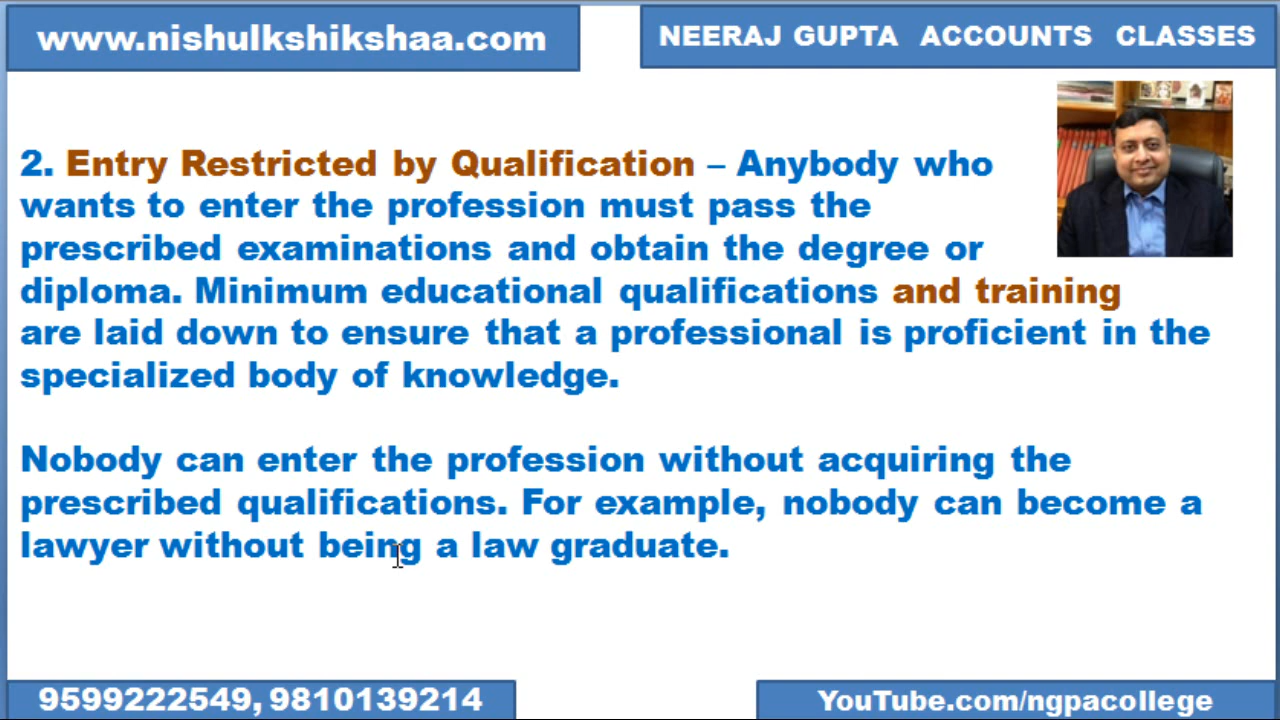 www.nishulkshikshaa.com
NEERAJ GUPTA ACCOUNTS CLASSES
2. Entry Restricted by Qualification – Anybody who
wants to enter the profession must pass the
prescribed examinations and obtain the degree or
diploma. Minimum educational qualifications and training
are laid down to ensure that a professional is proficient in the
specialized body of knowledge.
Nobody can enter the profession without acquiring the
prescribed qualifications. For example, nobody can become a
lawyer without being a law graduate.
9599222549, 9810139214
YouTube.com/ngpacollege